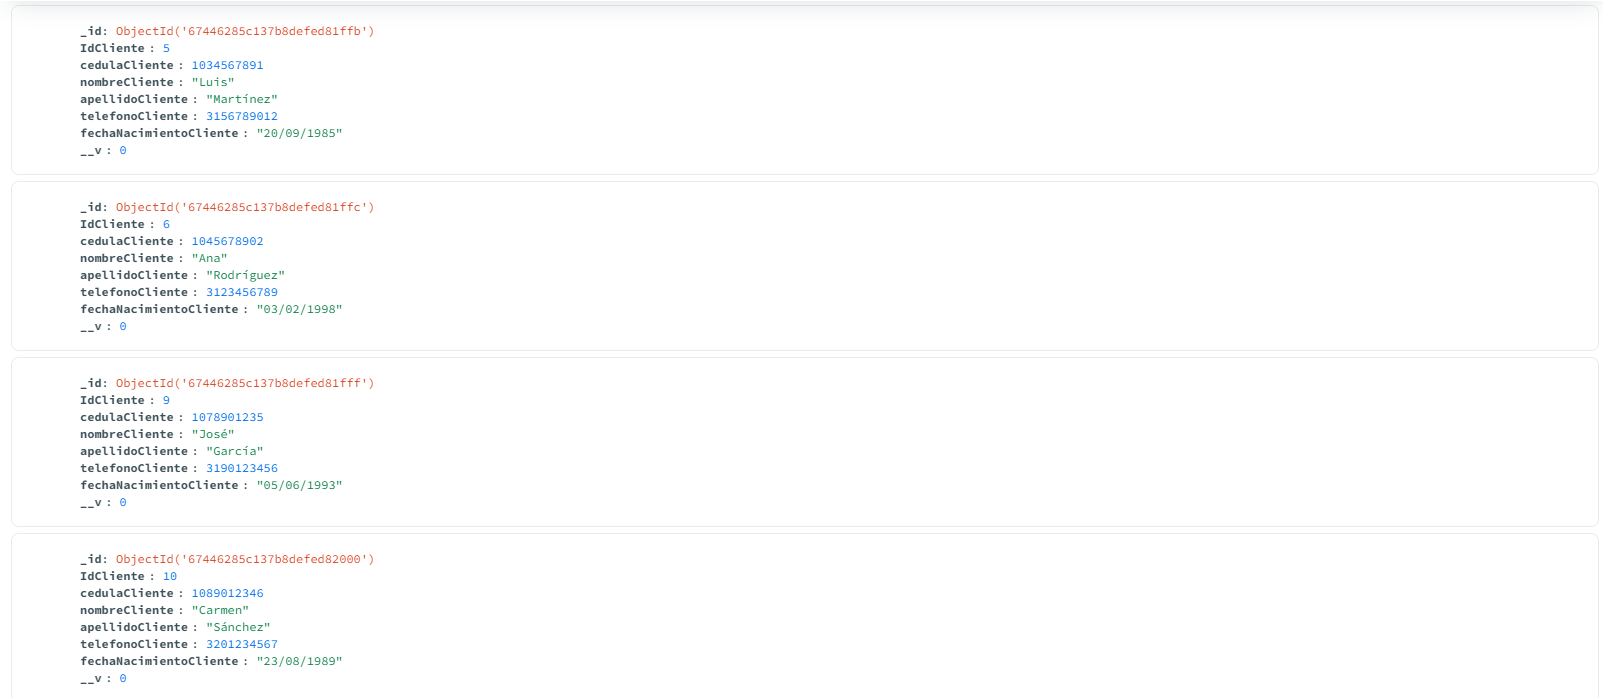 _id: ObjectId('67446285c137b8defed81ffb')
IdCliente : 5
cedulaCliente : 1034567891
nombreCliente : "Luis"
apellidoCliente : "Martínez"
telefonoCliente : 3156789012
fechaNacimientoCliente : "20/09/1985"
__v : 0
_id: ObjectId('67446285c137b8defed81ffc')
IdCliente : 6
cedulaCliente : 1045678902
nombreCliente : "Ana"
apellidoCliente : "Rodríguez"
telefonoCliente : 3123456789
fechaNacimientoCliente : "03/02/1998"
__v : 0
_id: ObjectId('67446285c137b8defed81fff')
IdCliente : 9
cedulaCliente : 1078901235
nombreCliente : "José"
apellidoCliente : "García"
telefonoCliente : 3190123456
fechaNacimientoCliente : "05/06/1993"
__v : 0
_id: ObjectId('67446285c137b8defed82000')
IdCliente : 10
cedulaCliente : 1089012346
nombreCliente : "Carmen"
apellidoCliente : "Sánchez"
telefonoCliente : 3201234567
fechaNacimientoCliente : "23/08/1989"
__v : 0